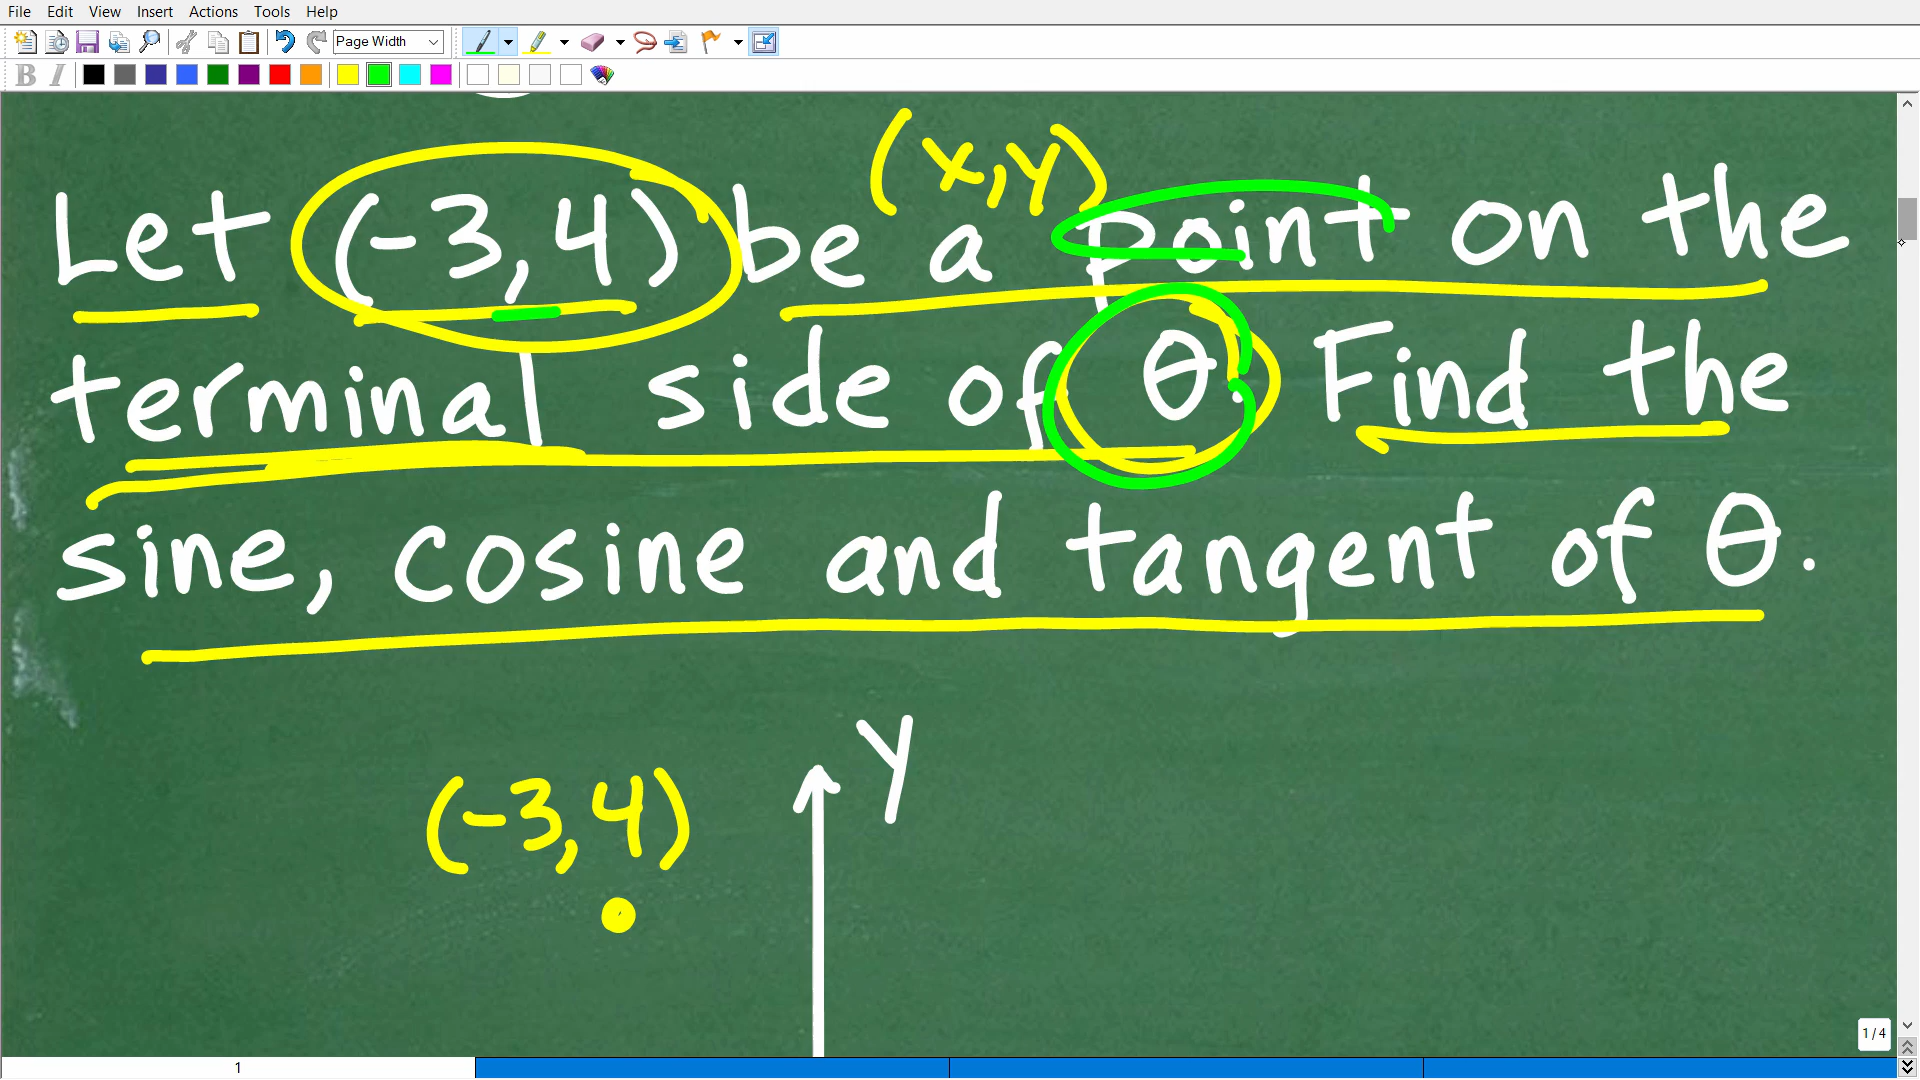 File Edit View Insert Actions Tools Help
Page Width
B I
(x,y)
Let (-3,4) be a point on the
terminal side of θ. Find the
sine, cosine and tangent of θ.
y
(-3,4)
1/4
1